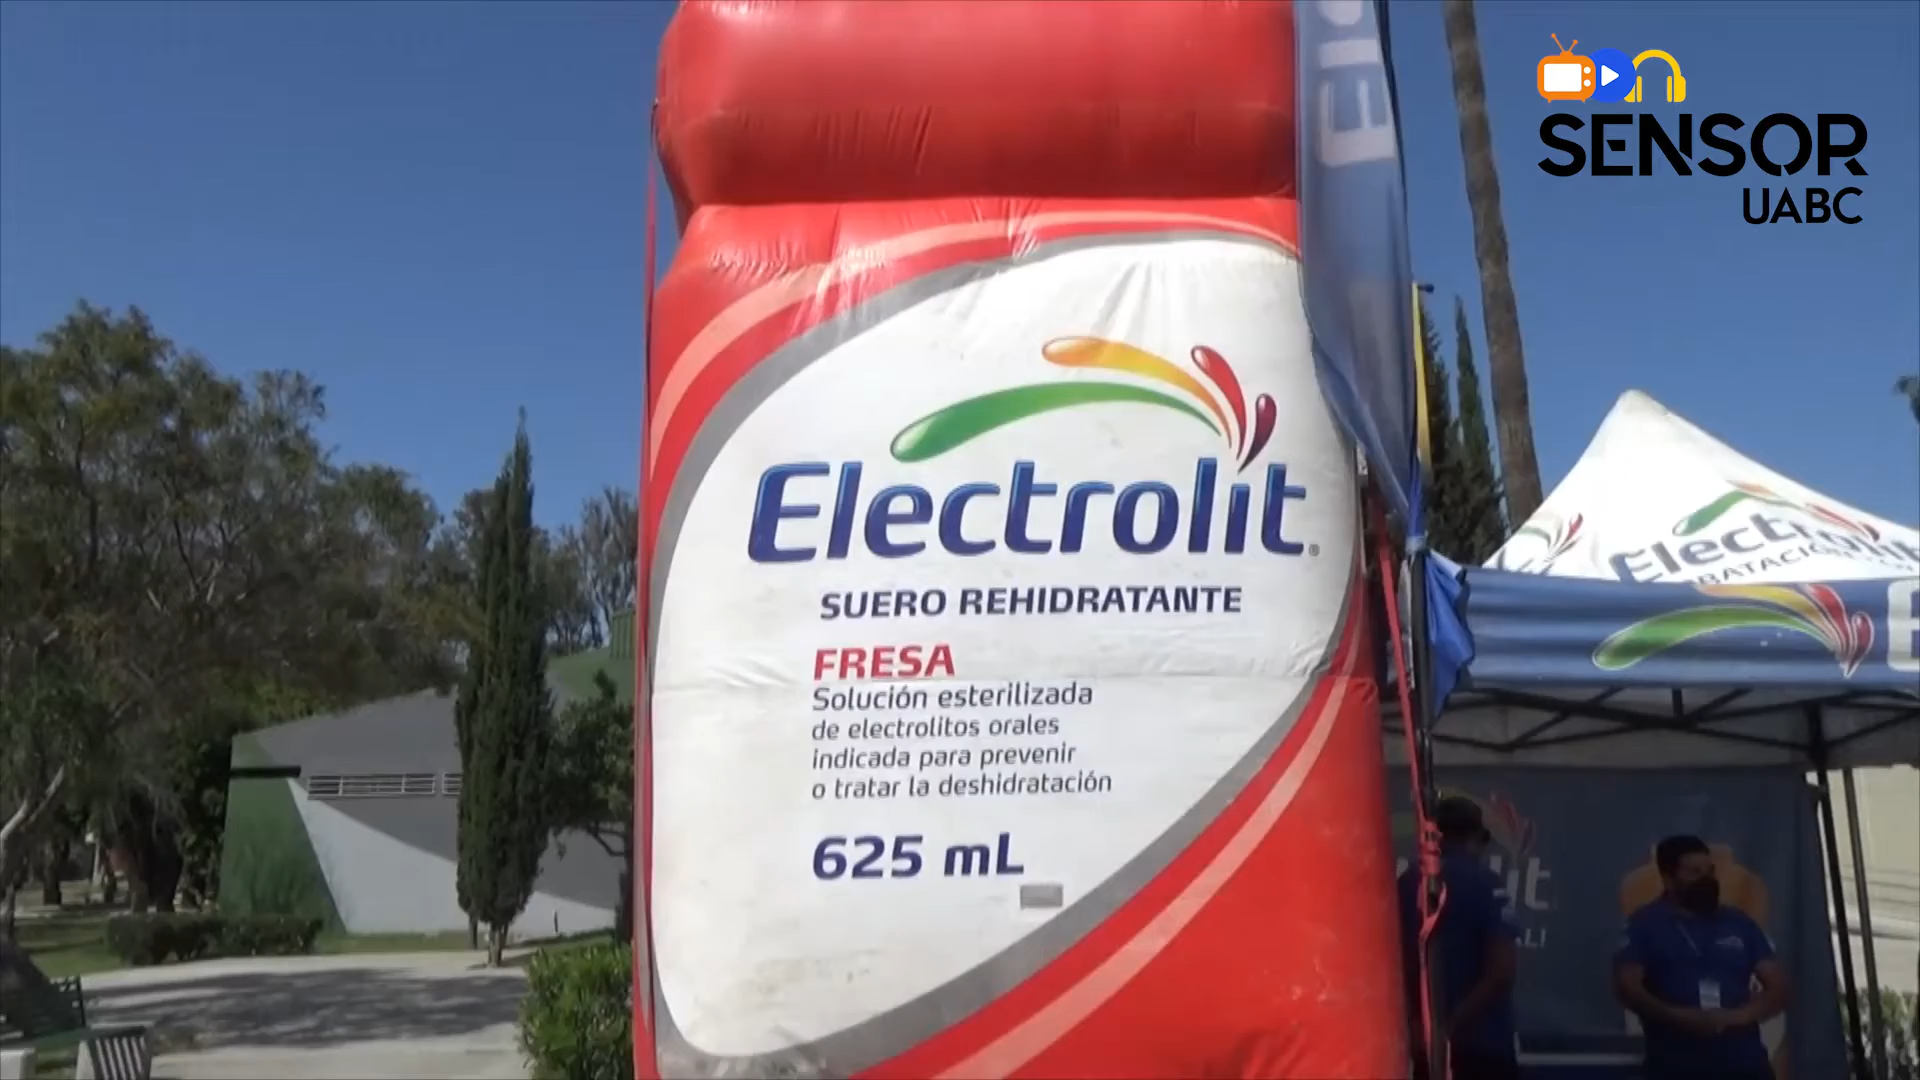 SENSOR
UABC
Electrolit®
SUERO REHIDRATANTE
FRESA
Solución esterilizada
de electrolitos orales
indicada para prevenir
o tratar la deshidratación
625 mL
Electrolit